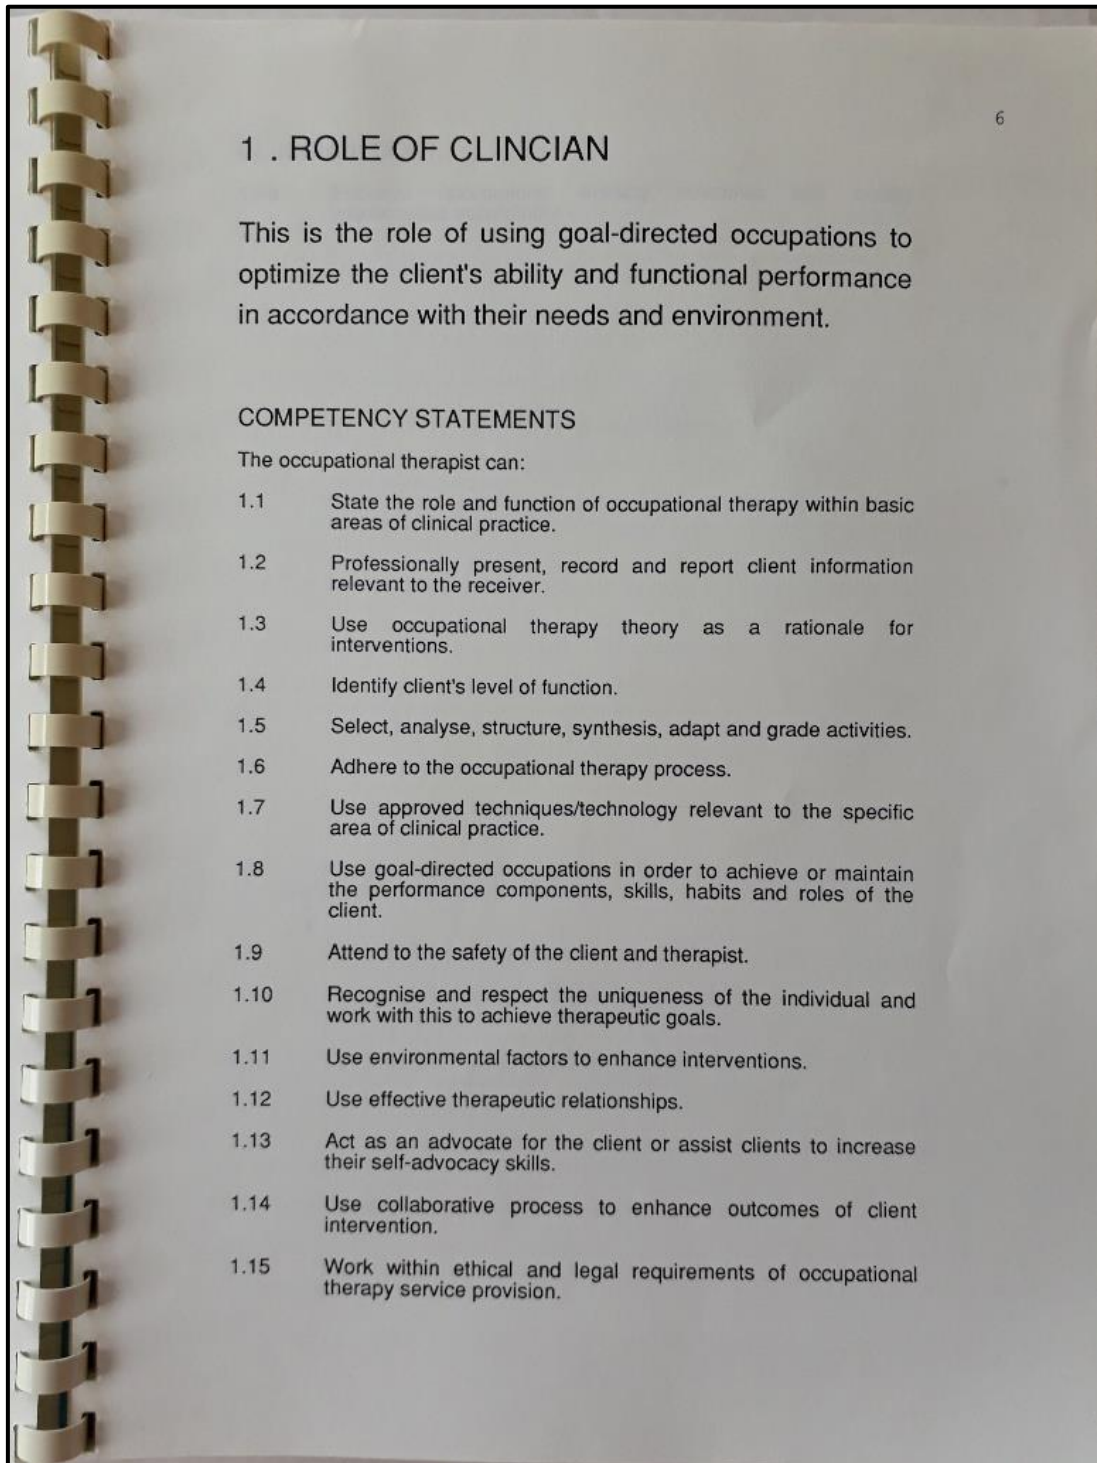 6
1 . ROLE OF CLINCIAN
This is the role of using goal-directed occupations to
optimize the client's ability and functional performance
in accordance with their needs and environment.
COMPETENCY STATEMENTS
The occupational therapist can:
1.1 State the role and function of occupational therapy within basic
areas of clinical practice.
1.2 Professionally present, record and report client information
relevant to the receiver.
1.3 Use occupational therapy theory as a rationale for
interventions.
1.4 Identify client's level of function.
1.5 Select, analyse, structure, synthesis, adapt and grade activities.
1.6 Adhere to the occupational therapy process.
1.7 Use approved techniques/technology relevant to the specific
area of clinical practice.
1.8 Use goal-directed occupations in order to achieve or maintain
the performance components, skills, habits and roles of the
client.
1.9 Attend to the safety of the client and therapist.
1.10 Recognise and respect the uniqueness of the individual and
work with this to achieve therapeutic goals.
1.11 Use environmental factors to enhance interventions.
1.12 Use effective therapeutic relationships.
1.13 Act as an advocate for the client or assist clients to increase
their self-advocacy skills.
1.14 Use collaborative process to enhance outcomes of client
intervention.
1.15 Work within ethical and legal requirements of occupational
therapy service provision.